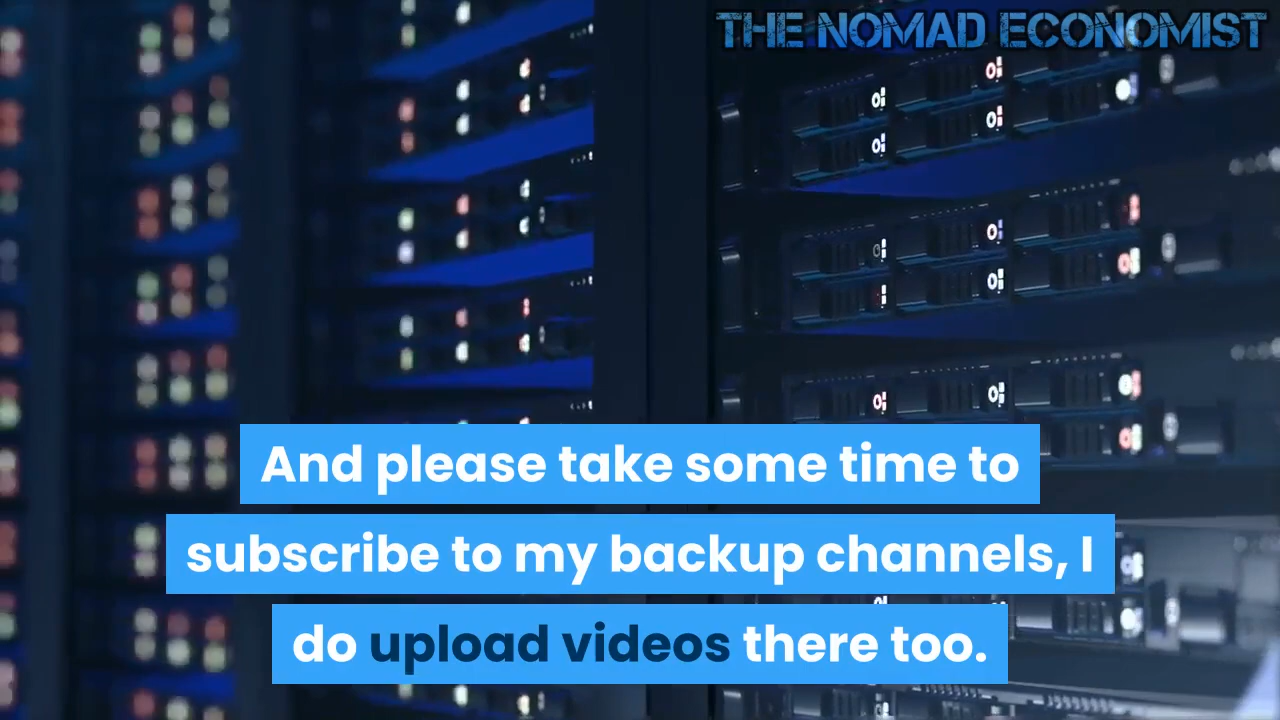 THE NOMAD ECONOMIST
And please take some time to
subscribe to my backup channels, I
do upload videos there too.